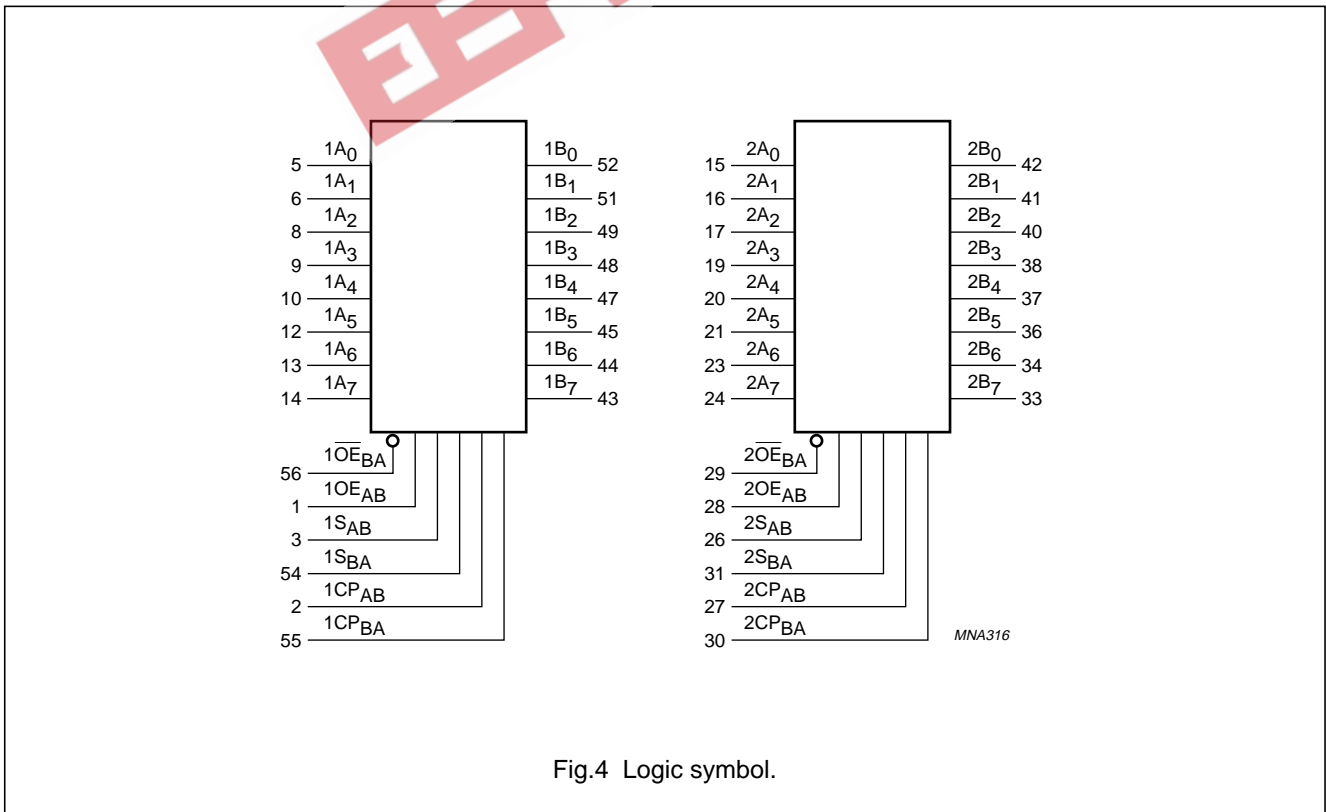 5 1A0 1B0 52
6 1A1 1B1 51
8 1A2 1B2 49
9 1A3 1B3 48
10 1A4 1B4 47
12 1A5 1B5 45
13 1A6 1B6 44
14 1A7 1B7 43
56 1O̅E̅BA
1 1OEAB
3 1SAB
54 1SBA
2 1CPAB
55 1CPBA
15 2A0 2B0 42
16 2A1 2B1 41
17 2A2 2B2 40
19 2A3 2B3 38
20 2A4 2B4 37
21 2A5 2B5 36
23 2A6 2B6 34
24 2A7 2B7 33
29 2O̅E̅BA
28 2OEAB
26 2SAB
31 2SBA
27 2CPAB
30 2CPBA
MNA316
Fig.4 Logic symbol.